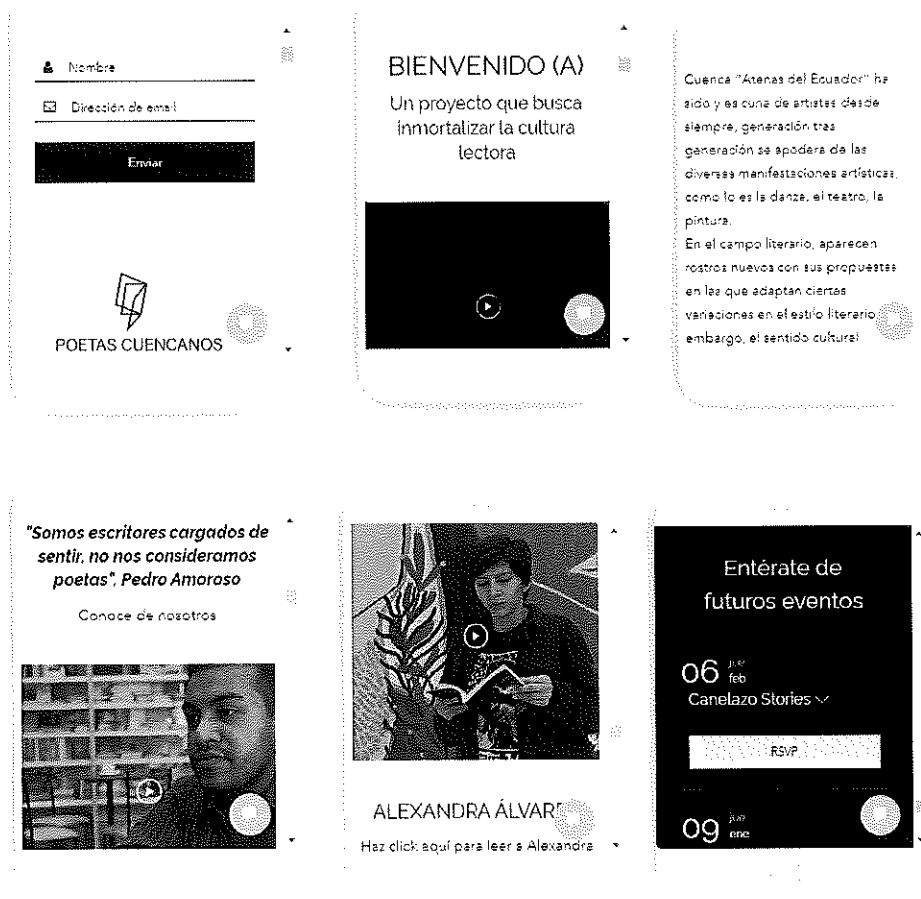 Nombre
Dirección de email
Enviar
POETAS CUENCANOS
BIENVENIDO (A)
Un proyecto que busca
inmortalizar la cultura
lectora
Cuenca "Atenas del Ecuador" ha
sido y es cuna de artistas desde
siempre, generación tras
generación se apodera de las
diversas manifestaciones artísticas,
como lo es la danza, el teatro, la
pintura.
En el campo literario, aparecen
rostros nuevos con sus propuestas
en las que adaptan ciertas
variaciones en el estilo literario
embargo, el sentido cultural
"Somos escritores cargados de
sentir, no nos consideramos
poetas", Pedro Amoroso
Conoce de nosotros
ALEXANDRA ÁLVAR
Haz click aquí para leer a Alexandra
Entérate de
futuros eventos
06 jue
feb
Canelazo Stories
RSVP
09 jue
ene